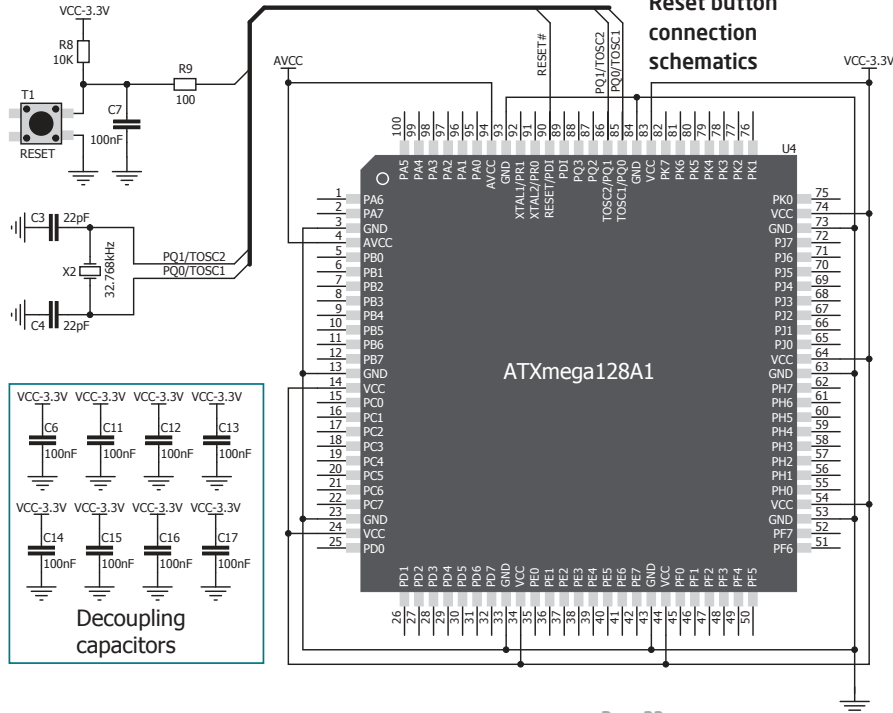 Reset button
connection
schematics
VCC-3.3V
R8
10K
R9
100
T1
RESET
C7
100nF
C3
22pF
X2
32.768kHz
C4
22pF
PQ1/TOSC2
PQ0/TOSC1
RESET#
PQ1/TOSC2
PQ0/TOSC1
AVCC
VCC-3.3V
U4
ATXmega128A1
100 PA5
99 PA4
98 PA3
97 PA2
96 PA1
95 PA0
94 AVCC
93 GND
92 XTAL1/PR1
91 XTAL2/PR0
90 RESET/PDI
89 PDI
88 PQ3
87 PQ2
86 TOSC2/PQ1
85 TOSC1/PQ0
84 GND
83 VCC
82 PK7
81 PK6
80 PK5
79 PK4
78 PK3
77 PK2
76 PK1
1 PA6
2 PA7
3 GND
4 AVCC
5 PB0
6 PB1
7 PB2
8 PB3
9 PB4
10 PB5
11 PB6
12 PB7
13 GND
14 VCC
15 PC0
16 PC1
17 PC2
18 PC3
19 PC4
20 PC5
21 PC6
22 PC7
23 GND
24 VCC
25 PD0
PK0 75
VCC 74
GND 73
PJ7 72
PJ6 71
PJ5 70
PJ4 69
PJ3 68
PJ2 67
PJ1 66
PJ0 65
VCC 64
GND 63
PH7 62
PH6 61
PH5 60
PH4 59
PH3 58
PH2 57
PH1 56
PH0 55
VCC 54
GND 53
PF7 52
PF6 51
PD1 26
PD2 27
PD3 28
PD4 29
PD5 30
PD6 31
PD7 32
GND 33
VCC 34
PE0 35
PE1 36
PE2 37
PE3 38
PE4 39
PE5 40
PE6 41
PE7 42
GND 43
VCC 44
PF0 45
PF1 46
PF2 47
PF3 48
PF4 49
PF5 50
VCC-3.3V VCC-3.3V VCC-3.3V VCC-3.3V
C6 C11 C12 C13
100nF 100nF 100nF 100nF
VCC-3.3V VCC-3.3V VCC-3.3V VCC-3.3V
C14 C15 C16 C17
100nF 100nF 100nF 100nF
Decoupling
capacitors